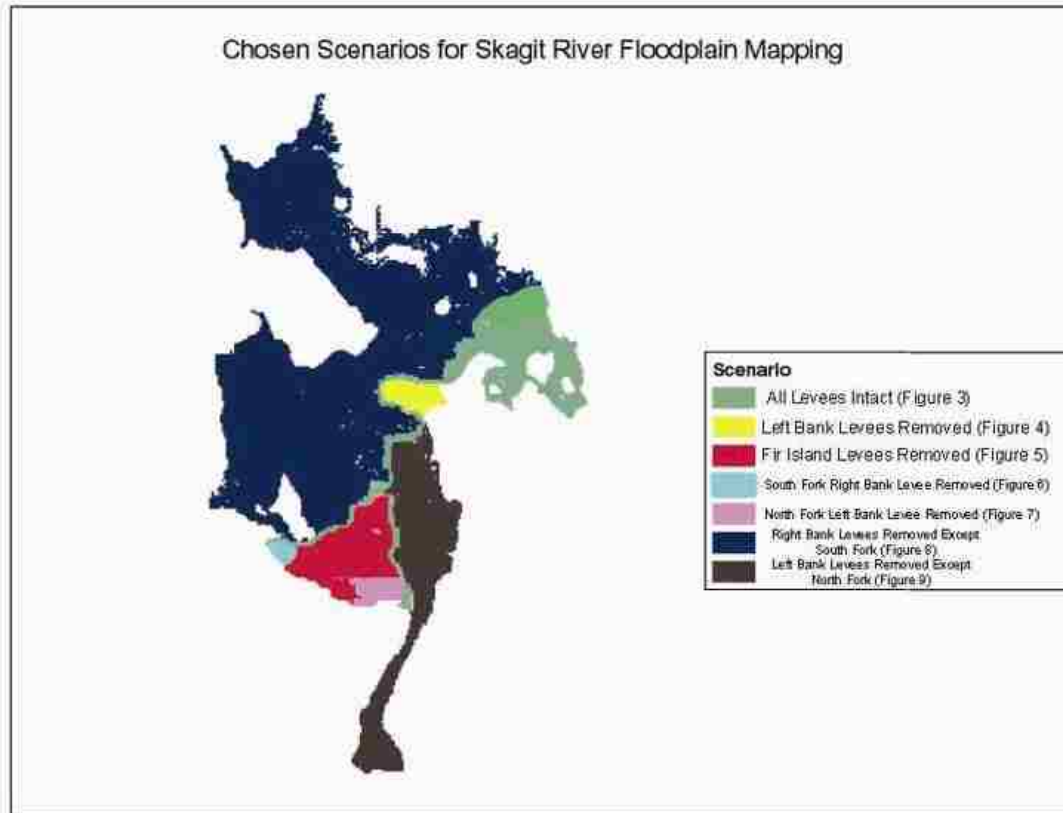 Chosen Scenarios for Skagit River Floodplain Mapping
Scenario
All Levees Intact (Figure 3)
Left Bank Levees Removed (Figure 4)
Fir Island Levees Removed (Figure 5)
South Fork Right Bank Levee Removed (Figure 6)
North Fork Left Bank Levee Removed (Figure 7)
Right Bank Levees Removed Except
South Fork (Figure 8)
Left Bank Levees Removed Except
North Fork (Figure 9)